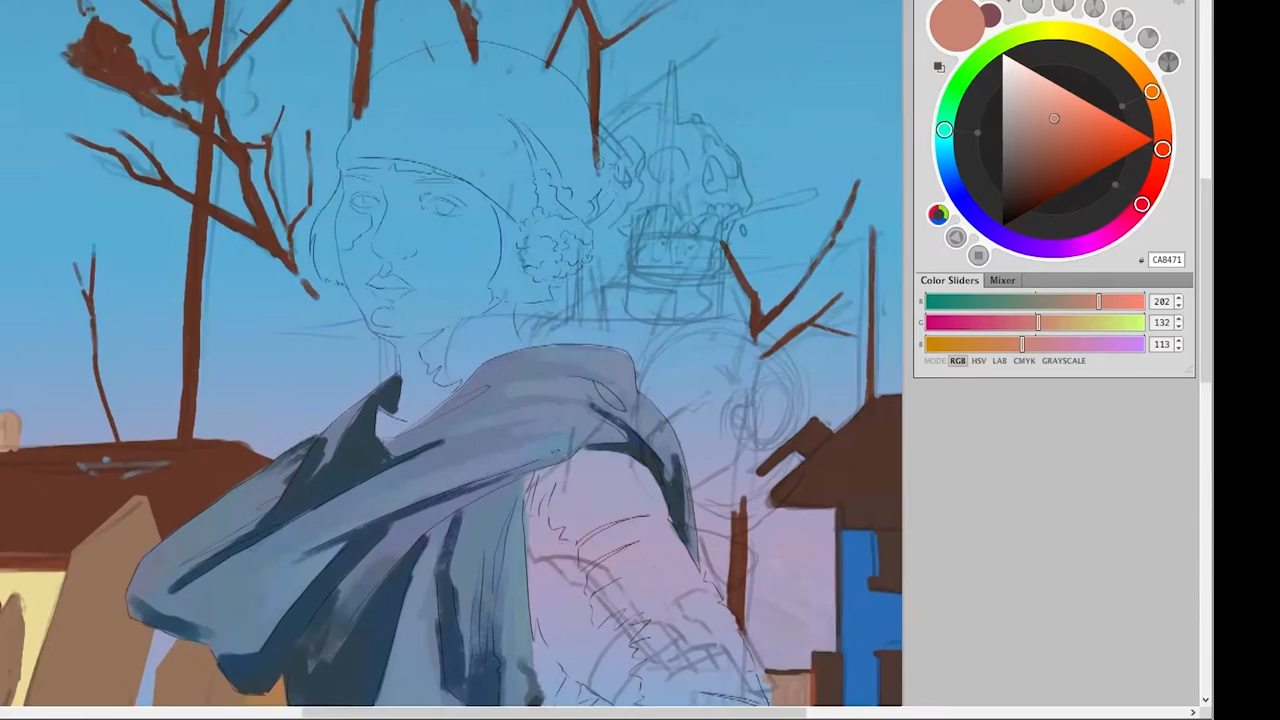 # CA8471
Color Sliders Mixer
R 202
G 132
B 113
MODE RGB HSV LAB CMYK GRAYSCALE